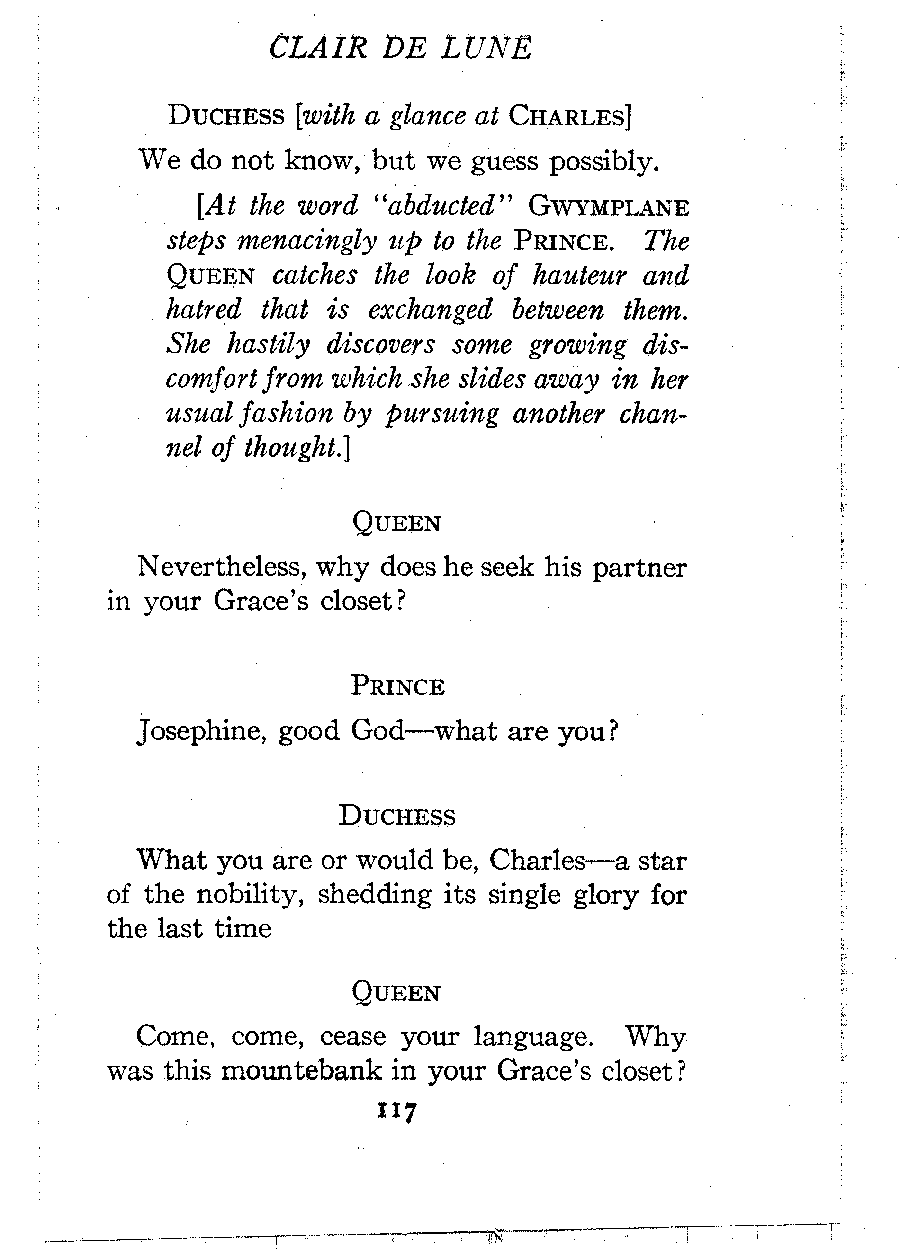 CLAIR DE LUNE
DUCHESS [with a glance at CHARLES]
We do not know, but we guess possibly.
[At the word "abducted" GWYMPLANE
steps menacingly up to the PRINCE. The
QUEEN catches the look of hauteur and
hatred that is exchanged between them.
She hastily discovers some growing dis-
comfort from which she slides away in her
usual fashion by pursuing another chan-
nel of thought.]
QUEEN
Nevertheless, why does he seek his partner
in your Grace's closet?
PRINCE
Josephine, good God—what are you?
DUCHESS
What you are or would be, Charles—a star
of the nobility, shedding its single glory for
the last time
QUEEN
Come, come, cease your language. Why
was this mountebank in your Grace's closet?
117